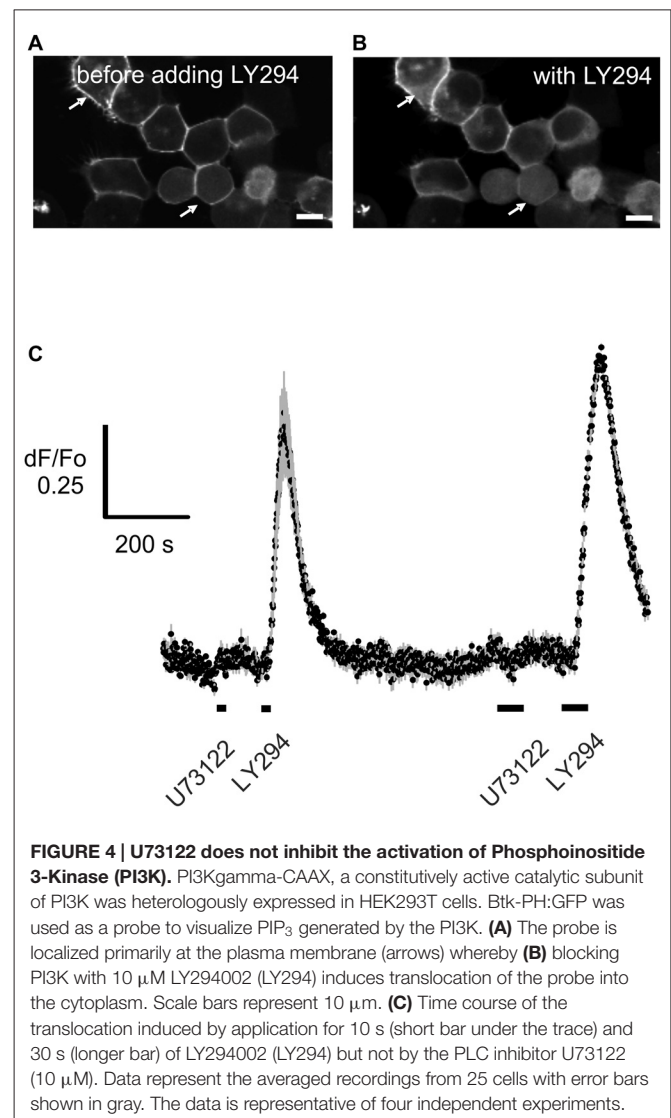 A
B
before adding LY294
with LY294
C
dF/Fo
0.25
200 s
U73122
LY294
U73122
LY294
FIGURE 4 | U73122 does not inhibit the activation of Phosphoinositide
3-Kinase (PI3K). PI3Kgamma-CAAX, a constitutively active catalytic subunit
of PI3K was heterologously expressed in HEK293T cells. Btk-PH:GFP was
used as a probe to visualize PIP₃ generated by the PI3K. (A) The probe is
localized primarily at the plasma membrane (arrows) whereby (B) blocking
PI3K with 10 μM LY294002 (LY294) induces translocation of the probe into
the cytoplasm. Scale bars represent 10 μm. (C) Time course of the
translocation induced by application for 10 s (short bar under the trace) and
30 s (longer bar) of LY294002 (LY294) but not by the PLC inhibitor U73122
(10 μM). Data represent the averaged recordings from 25 cells with error bars
shown in gray. The data is representative of four independent experiments.